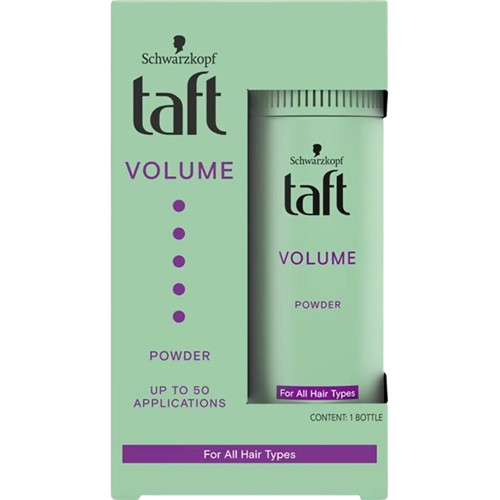 Schwarzkopf
taft
VOLUME
POWDER
UP TO 50
APPLICATIONS
For All Hair Types
Schwarzkopf
taft
VOLUME
POWDER
For All Hair Types
CONTENT: 1 BOTTLE